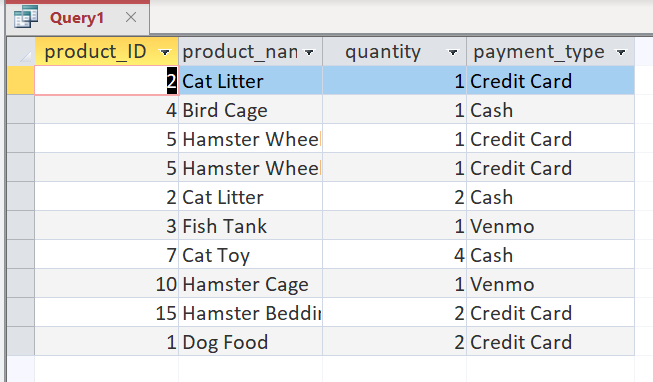 Query1
product_ID product_nan quantity payment_type
2 Cat Litter 1 Credit Card
4 Bird Cage 1 Cash
5 Hamster Whee 1 Credit Card
5 Hamster Whee 1 Credit Card
2 Cat Litter 2 Cash
3 Fish Tank 1 Venmo
7 Cat Toy 4 Cash
10 Hamster Cage 1 Venmo
15 Hamster Beddi 2 Credit Card
1 Dog Food 2 Credit Card